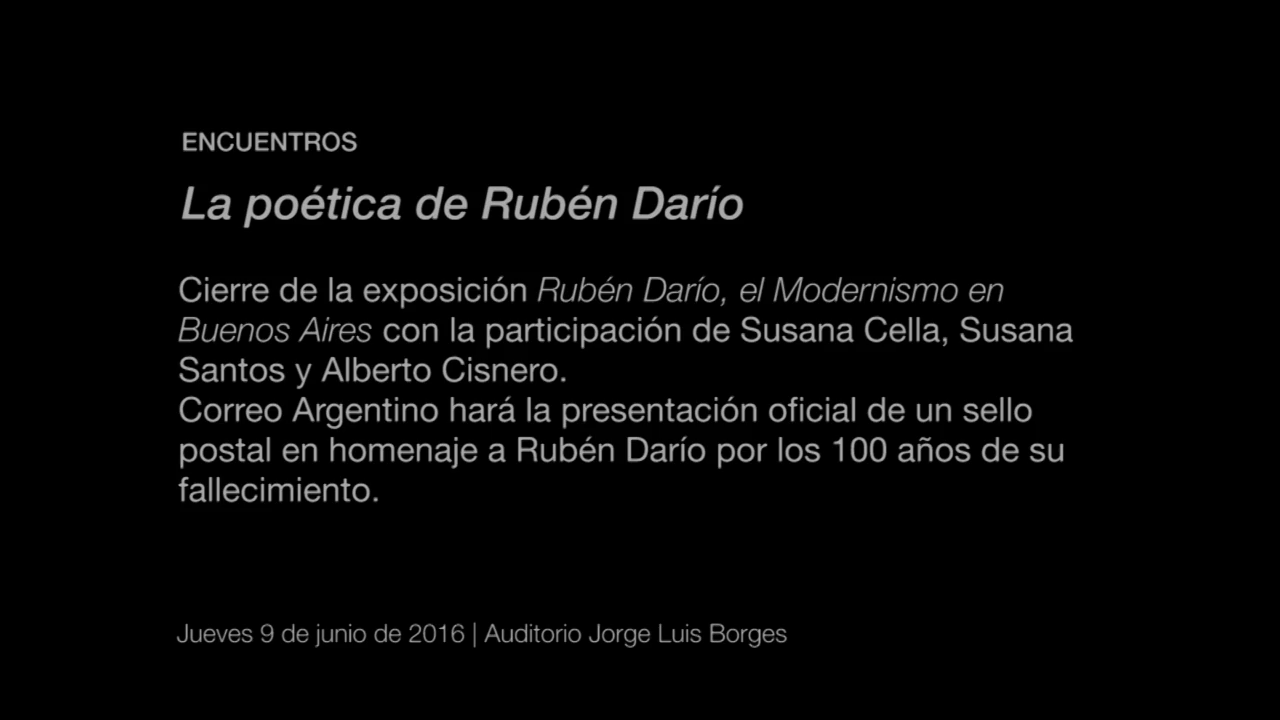 ENCUENTROS
La poética de Rubén Darío
Cierre de la exposición Rubén Darío, el Modernismo en
Buenos Aires con la participación de Susana Cella, Susana
Santos y Alberto Cisnero.
Correo Argentino hará la presentación oficial de un sello
postal en homenaje a Rubén Darío por los 100 años de su
fallecimiento.
Jueves 9 de junio de 2016 | Auditorio Jorge Luis Borges